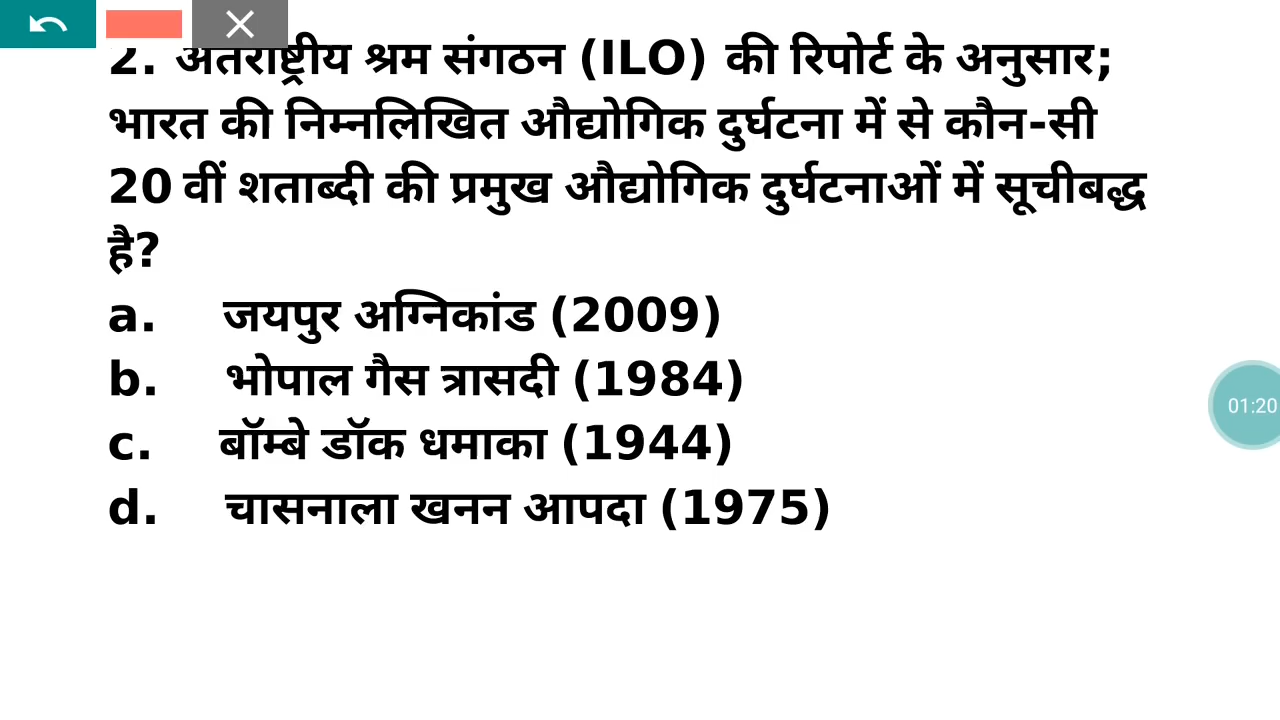 2. अंतर्राष्ट्रीय श्रम संगठन (ILO) की रिपोर्ट के अनुसार;
भारत की निम्नलिखित औद्योगिक दुर्घटना में से कौन-सी
20 वीं शताब्दी की प्रमुख औद्योगिक दुर्घटनाओं में सूचीबद्ध
है?
a. जयपुर अग्निकांड (2009)
b. भोपाल गैस त्रासदी (1984)
01:20
c. बॉम्बे डॉक धमाका (1944)
d. चासनाला खनन आपदा (1975)